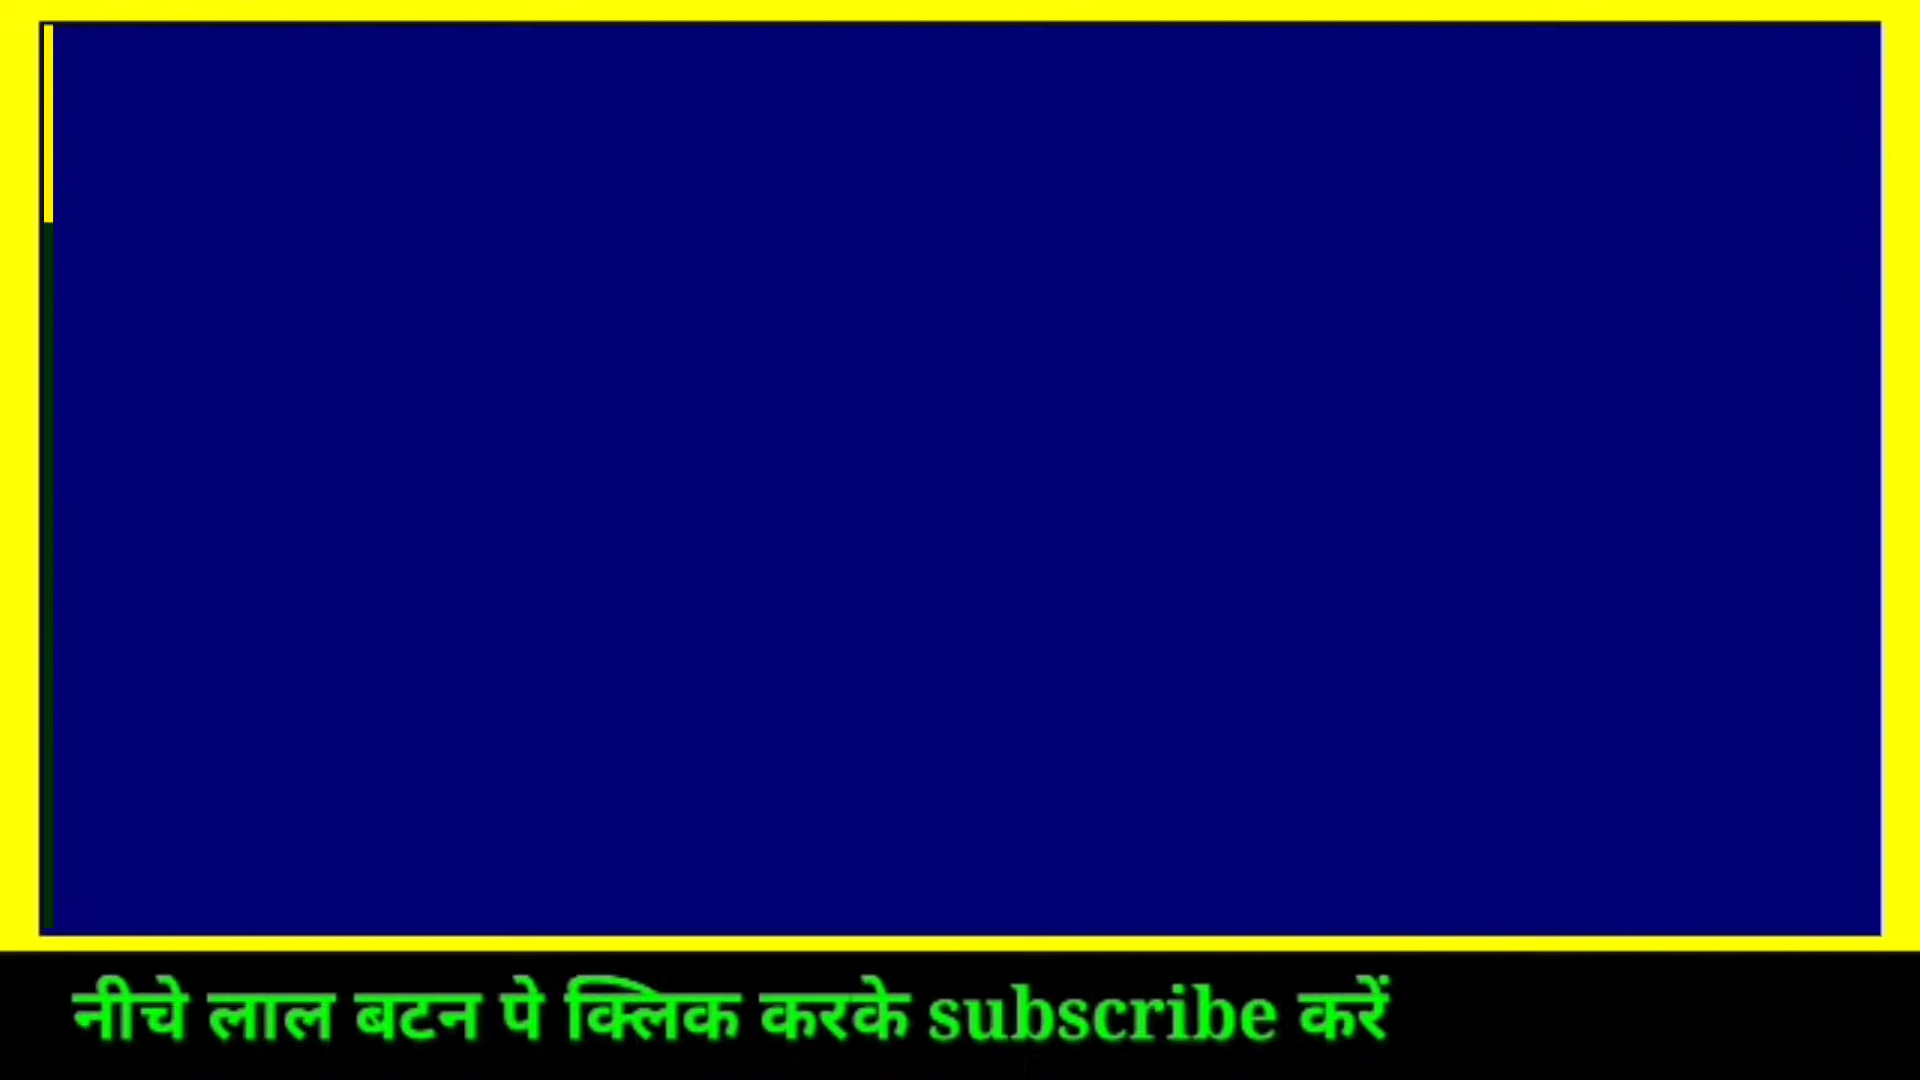 नीचे लाल बटन पे क्लिक करके subscribe करें